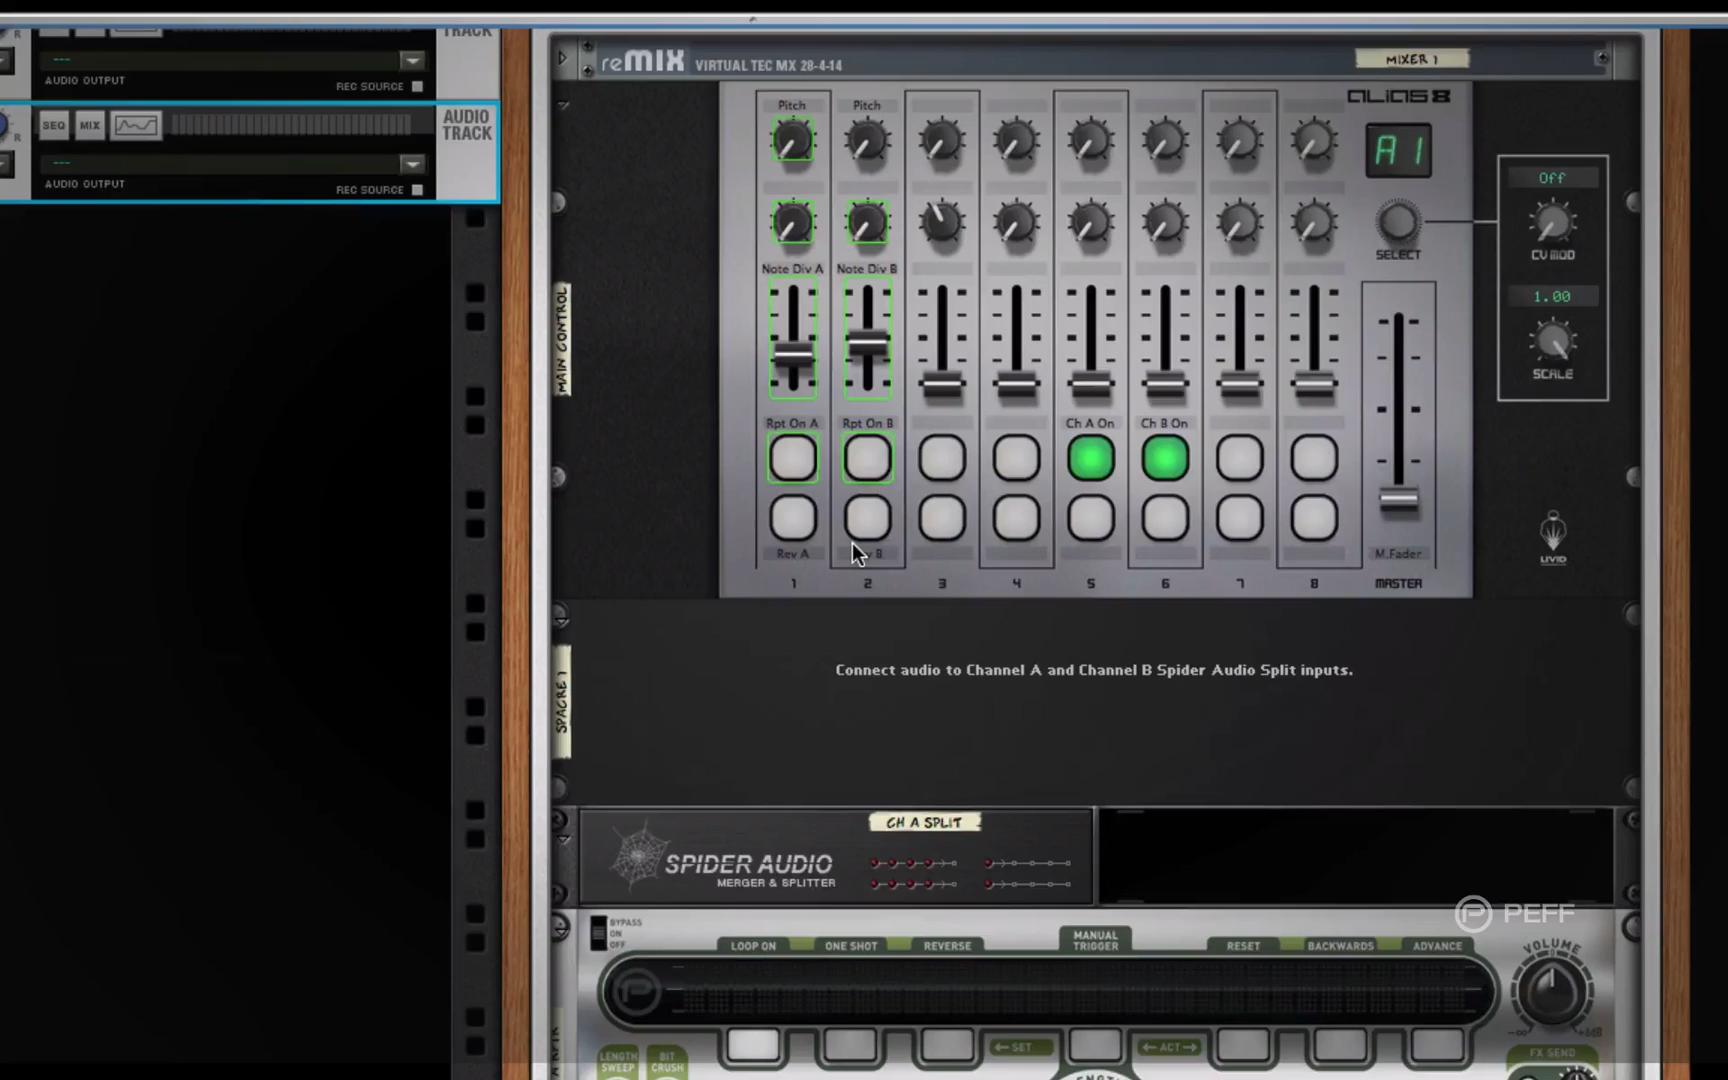 TRACK
---
AUDIO OUTPUT
REC SOURCE
R
SEQ MIX
AUDIO TRACK
---
AUDIO OUTPUT
REC SOURCE
R
reMIX VIRTUAL TEC MX 28-4-14
MIXER 1
MAIN CONTROL
Pitch Pitch
ALIAS 8
A1
Off
SELECT
CV MOD
1.00
SCALE
Note Div A Note Div B
Rpt On A Rpt On B Ch A On Ch B On
Rev A B M.Fader
1 2 3 4 5 6 7 8 MASTER
LIVID
SPACRE 1
Connect audio to Channel A and Channel B Spider Audio Split inputs.
CH A SPLIT
SPIDER AUDIO
MERGER & SPLITTER
PEFF
BYPASS
ON
OFF
LOOP ON ONE SHOT REVERSE MANUAL TRIGGER RESET BACKWARDS ADVANCE
VOLUME
0
-∞ +6dB
←SET ←ACT→
FX SEND
LENGTH SWEEP
BIT CRUSH